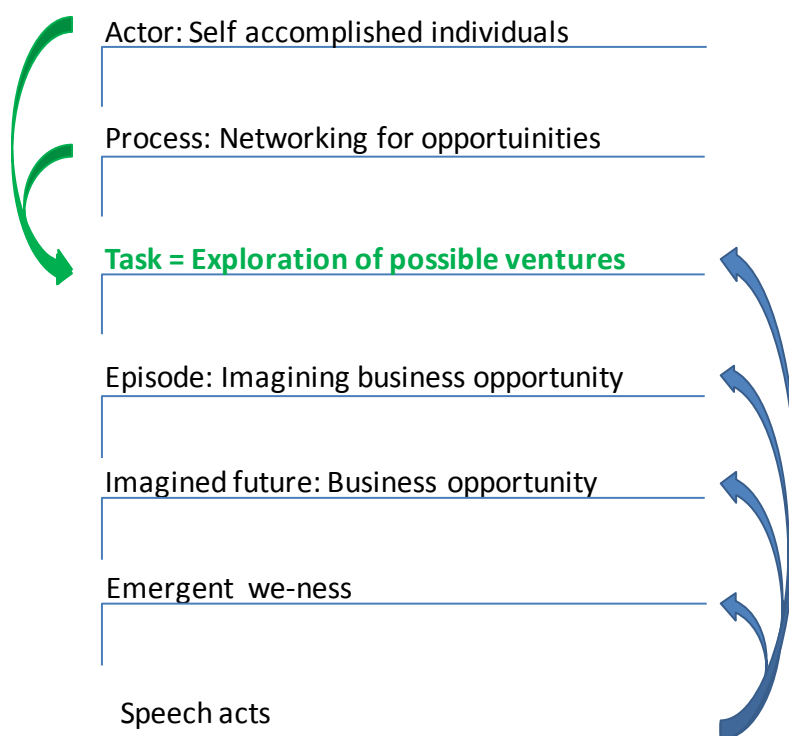 Actor: Self accomplished individuals
Process: Networking for opportuinities
Task = Exploration of possible ventures
Episode: Imagining business opportunity
Imagined future: Business opportunity
Emergent we-ness
Speech acts